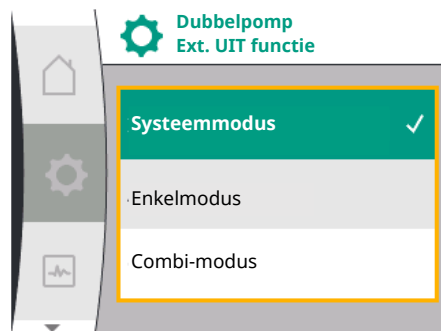 Dubbelpomp
Ext. UIT functie
Systeemmodus
Enkelmodus
Combi-modus